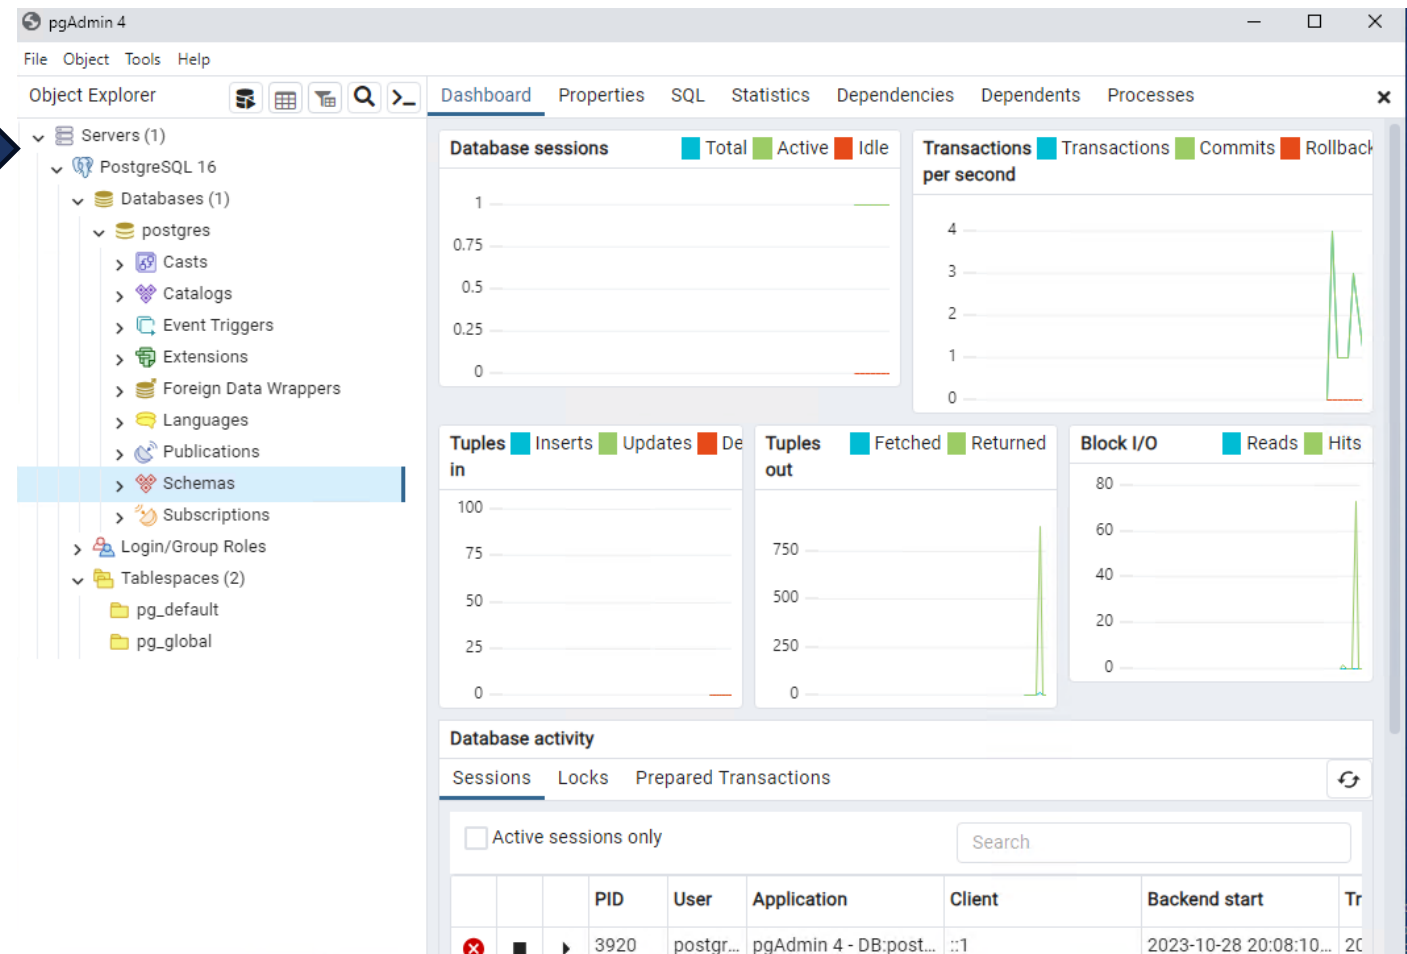 pgAdmin 4
File Object Tools Help
Object Explorer
Dashboard Properties SQL Statistics Dependencies Dependents Processes
Servers (1)
PostgreSQL 16
Databases (1)
postgres
Casts
Catalogs
Event Triggers
Extensions
Foreign Data Wrappers
Languages
Publications
Schemas
Subscriptions
Login/Group Roles
Tablespaces (2)
pg_default
pg_global
Database sessions Total Active Idle
1
0.75
0.5
0.25
0
Transactions per second Transactions Commits Rollback
4
3
2
1
0
Tuples in Inserts Updates De
100
75
50
25
0
Tuples out Fetched Returned
750
500
250
0
Block I/O Reads Hits
80
60
40
20
0
Database activity
Sessions Locks Prepared Transactions
Active sessions only Search
PID User Application Client Backend start Tr
3920 postgr... pgAdmin 4 - DB:post... ::1 2023-10-28 20:08:10... 20